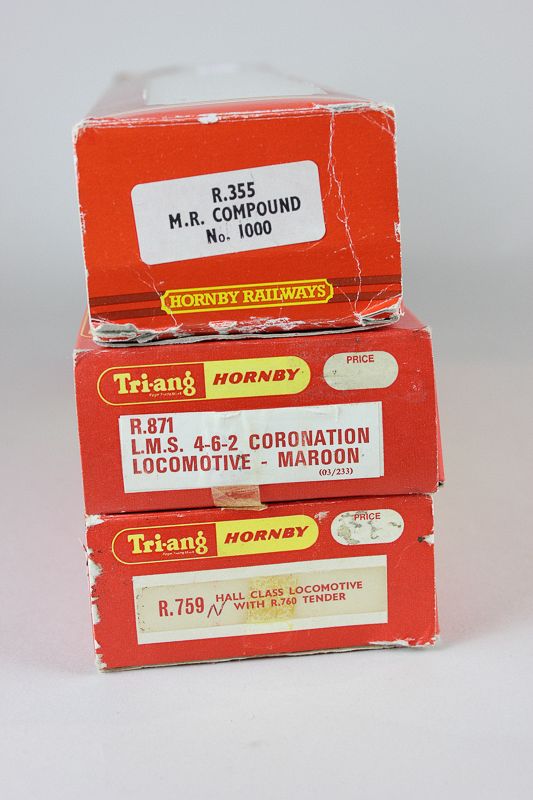 R.355
M.R. COMPOUND
No. 1000
HORNBY RAILWAYS
Tri-ang HORNBY
PRICE
R.871
L.M.S. 4-6-2 CORONATION
LOCOMOTIVE - MAROON
(03/233)
Tri-ang HORNBY
PRICE
R.759 N HALL CLASS LOCOMOTIVE
WITH R.760 TENDER